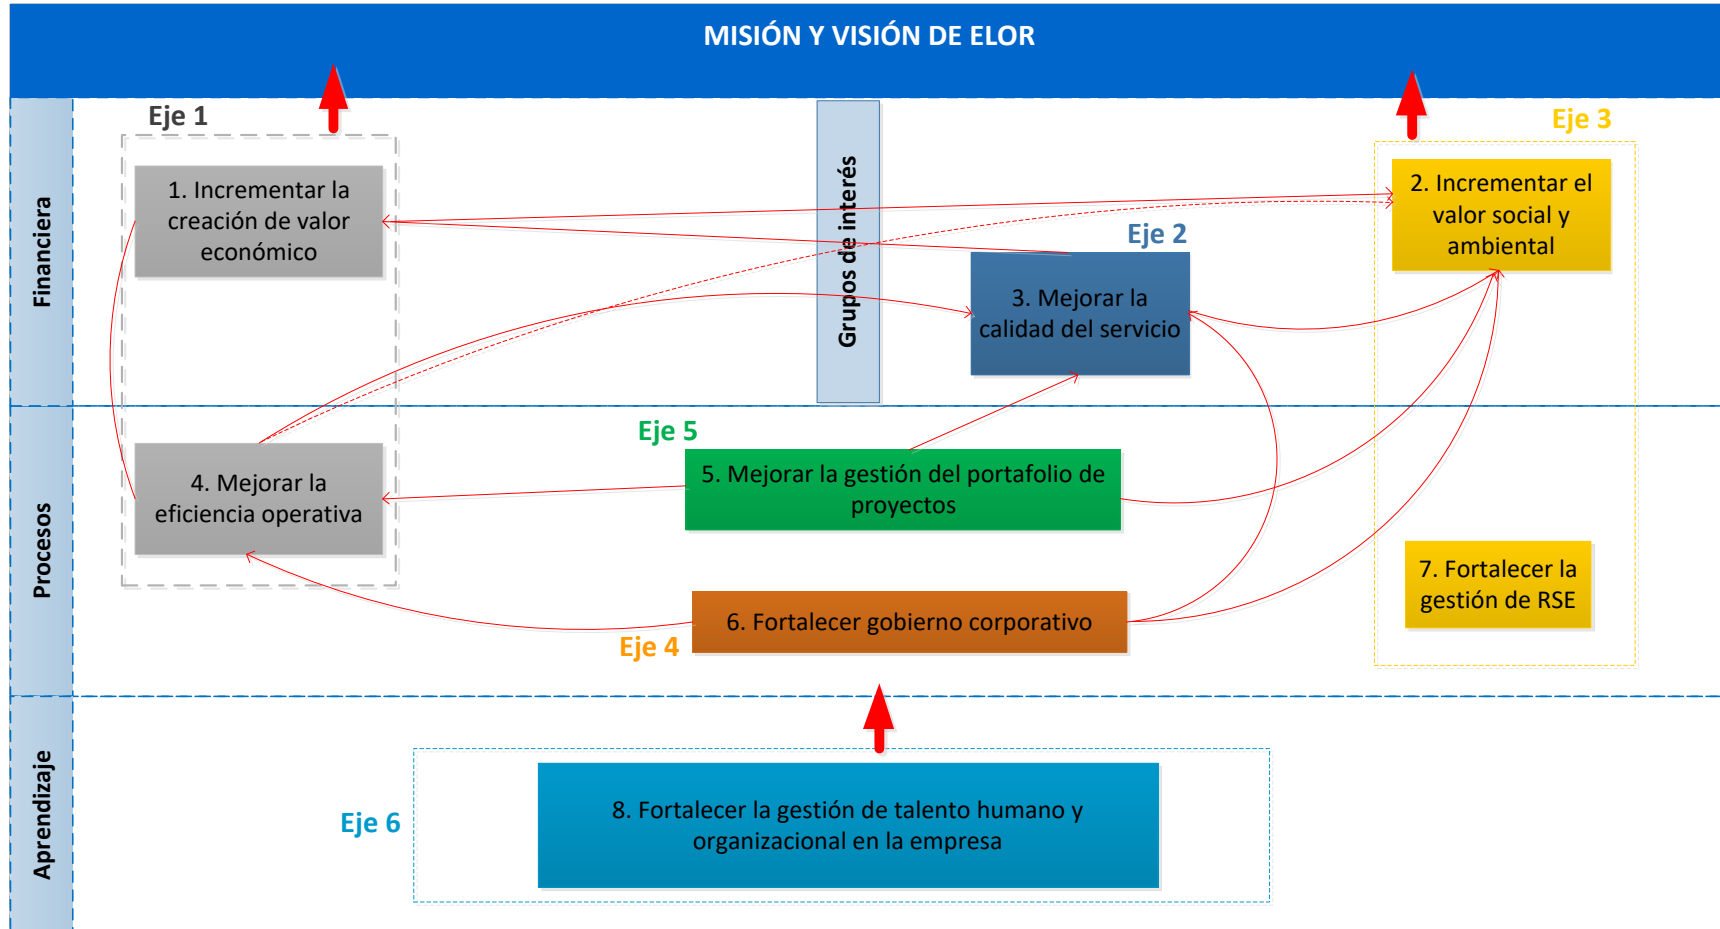 MISIÓN Y VISIÓN DE ELOR
Financiera
Eje 1
1. Incrementar la
creación de valor
económico
Grupos de interés
Eje 2
3. Mejorar la
calidad del servicio
Eje 3
2. Incrementar el
valor social y
ambiental
Procesos
4. Mejorar la
eficiencia operativa
Eje 5
5. Mejorar la gestión del portafolio de
proyectos
Eje 4
6. Fortalecer gobierno corporativo
7. Fortalecer la
gestión de RSE
Aprendizaje
Eje 6
8. Fortalecer la gestión de talento humano y
organizacional en la empresa